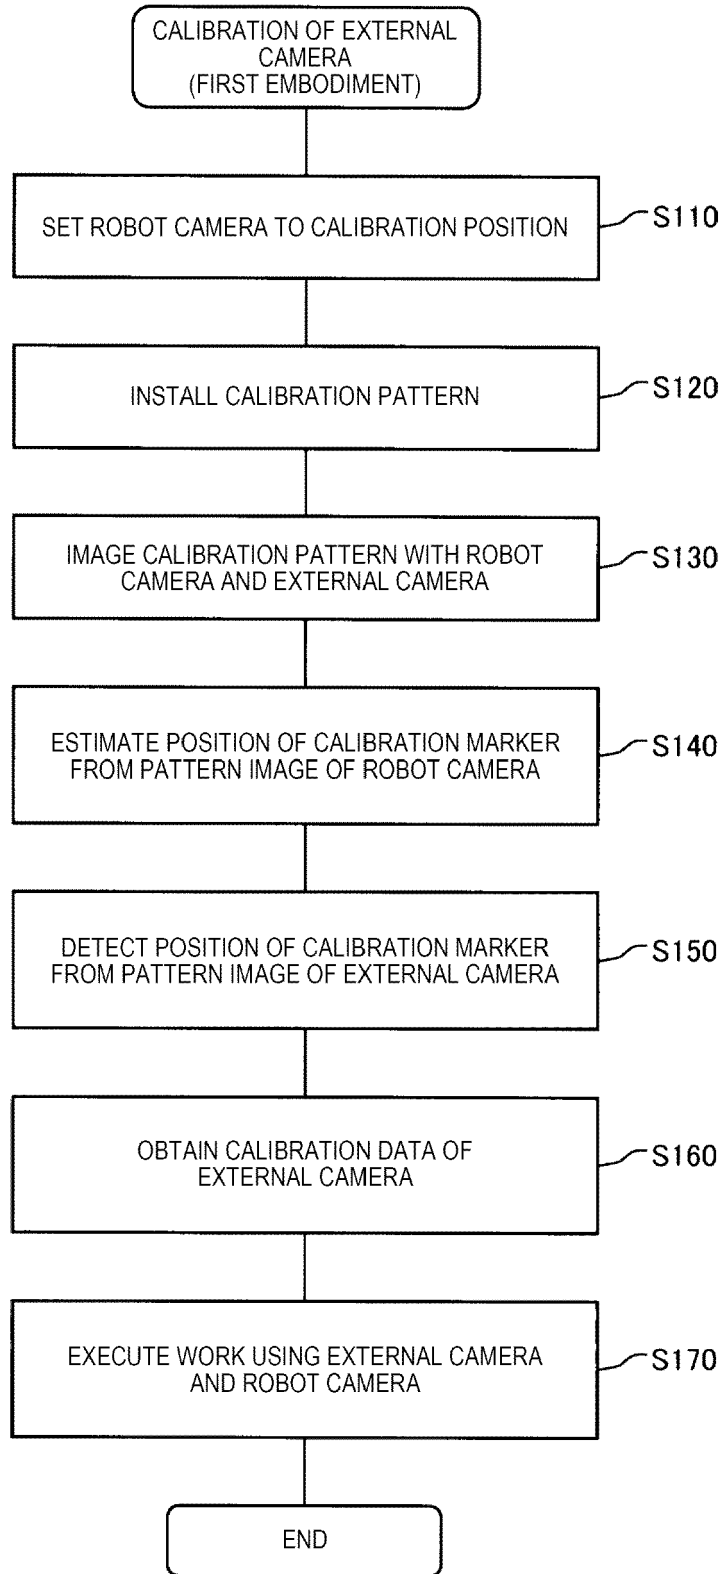 CALIBRATION OF EXTERNAL
CAMERA
(FIRST EMBODIMENT)
SET ROBOT CAMERA TO CALIBRATION POSITION
S110
INSTALL CALIBRATION PATTERN
S120
IMAGE CALIBRATION PATTERN WITH ROBOT
CAMERA AND EXTERNAL CAMERA
S130
ESTIMATE POSITION OF CALIBRATION MARKER
FROM PATTERN IMAGE OF ROBOT CAMERA
S140
DETECT POSITION OF CALIBRATION MARKER
FROM PATTERN IMAGE OF EXTERNAL CAMERA
S150
OBTAIN CALIBRATION DATA OF
EXTERNAL CAMERA
S160
EXECUTE WORK USING EXTERNAL CAMERA
AND ROBOT CAMERA
S170
END